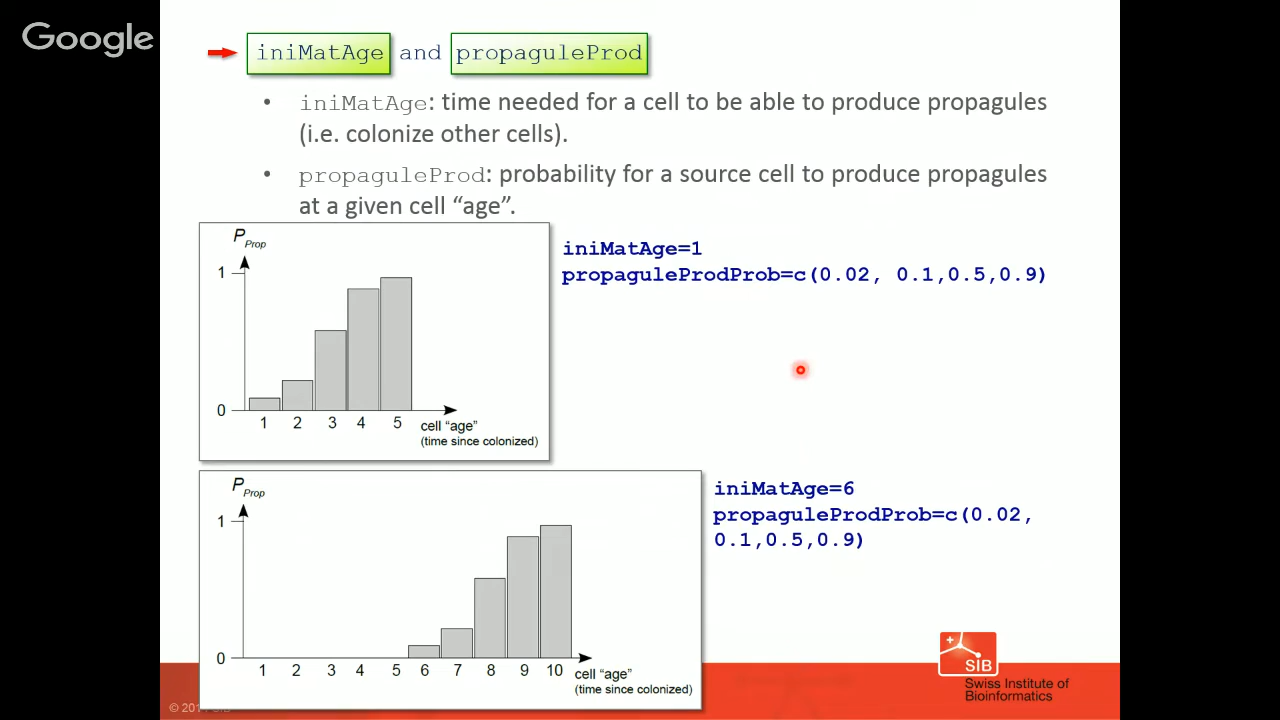 Google
iniMatAge and propaguleProd
• iniMatAge: time needed for a cell to be able to produce propagules
(i.e. colonize other cells).
• propaguleProd: probability for a source cell to produce propagules
at a given cell “age”.
P Prop
1
0
1 2 3 4 5
cell “age”
(time since colonized)
iniMatAge=1
propaguleProdProb=c(0.02, 0.1,0.5,0.9)
P Prop
1
0
1 2 3 4 5 6 7 8 9 10
cell “age”
(time since colonized)
iniMatAge=6
propaguleProdProb=c(0.02,
0.1,0.5,0.9)
SIB
Swiss Institute of
Bioinformatics